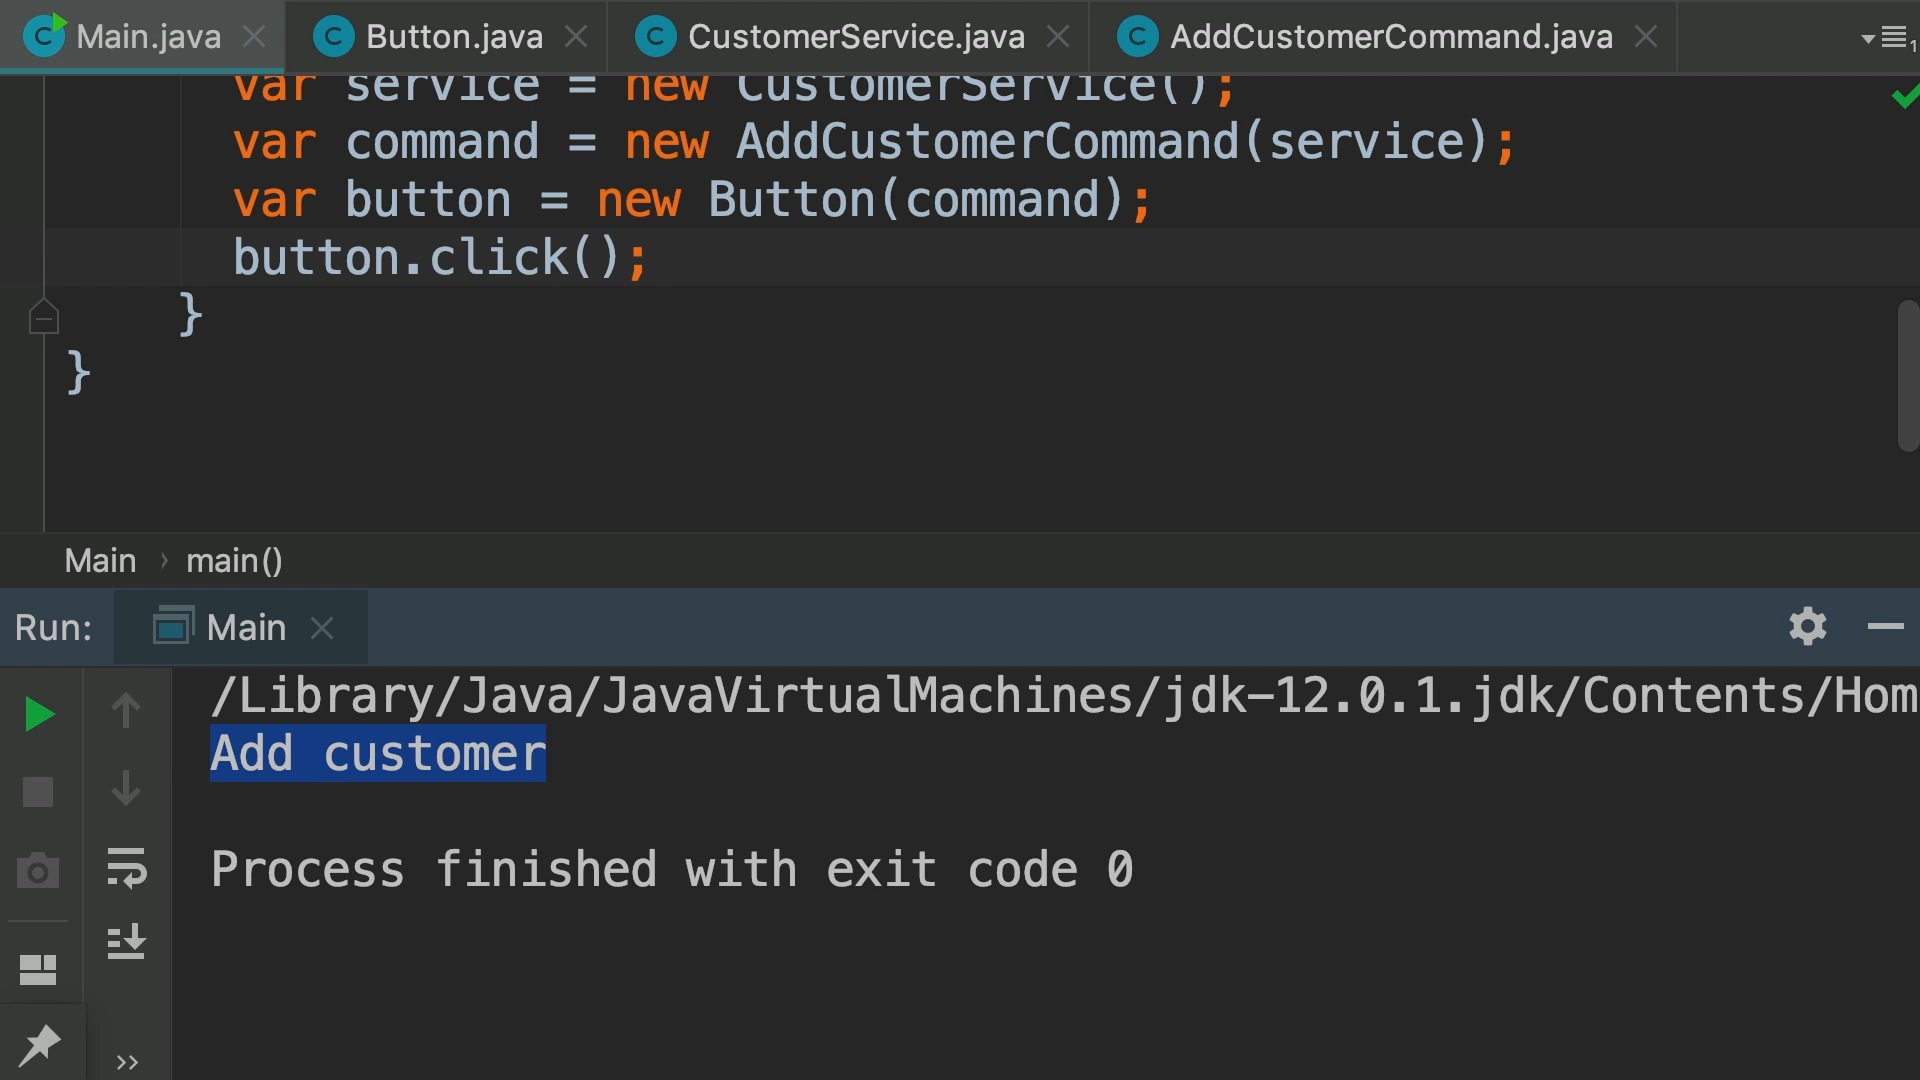 Main.java Button.java CustomerService.java AddCustomerCommand.java 1
var service = new CustomerService();
var command = new AddCustomerCommand(service);
var button = new Button(command);
button.click();
}
}
Main › main()
Run: Main
/Library/Java/JavaVirtualMachines/jdk-12.0.1.jdk/Contents/Hom
Add customer
Process finished with exit code 0